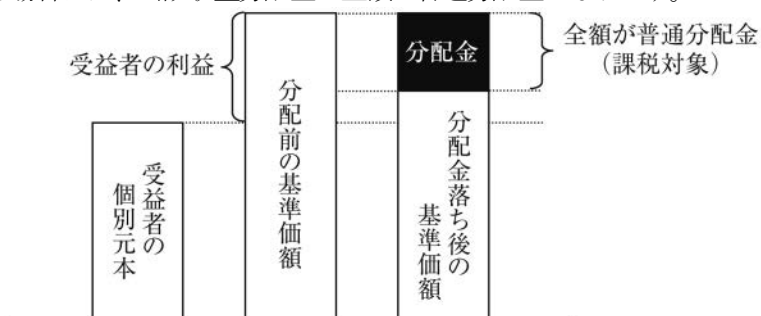 受益者の利益
分配金
全額が普通分配金
(課税対象)
受益者の
個別元本
分配前の基準価額
分配金落ち後の
基準価額